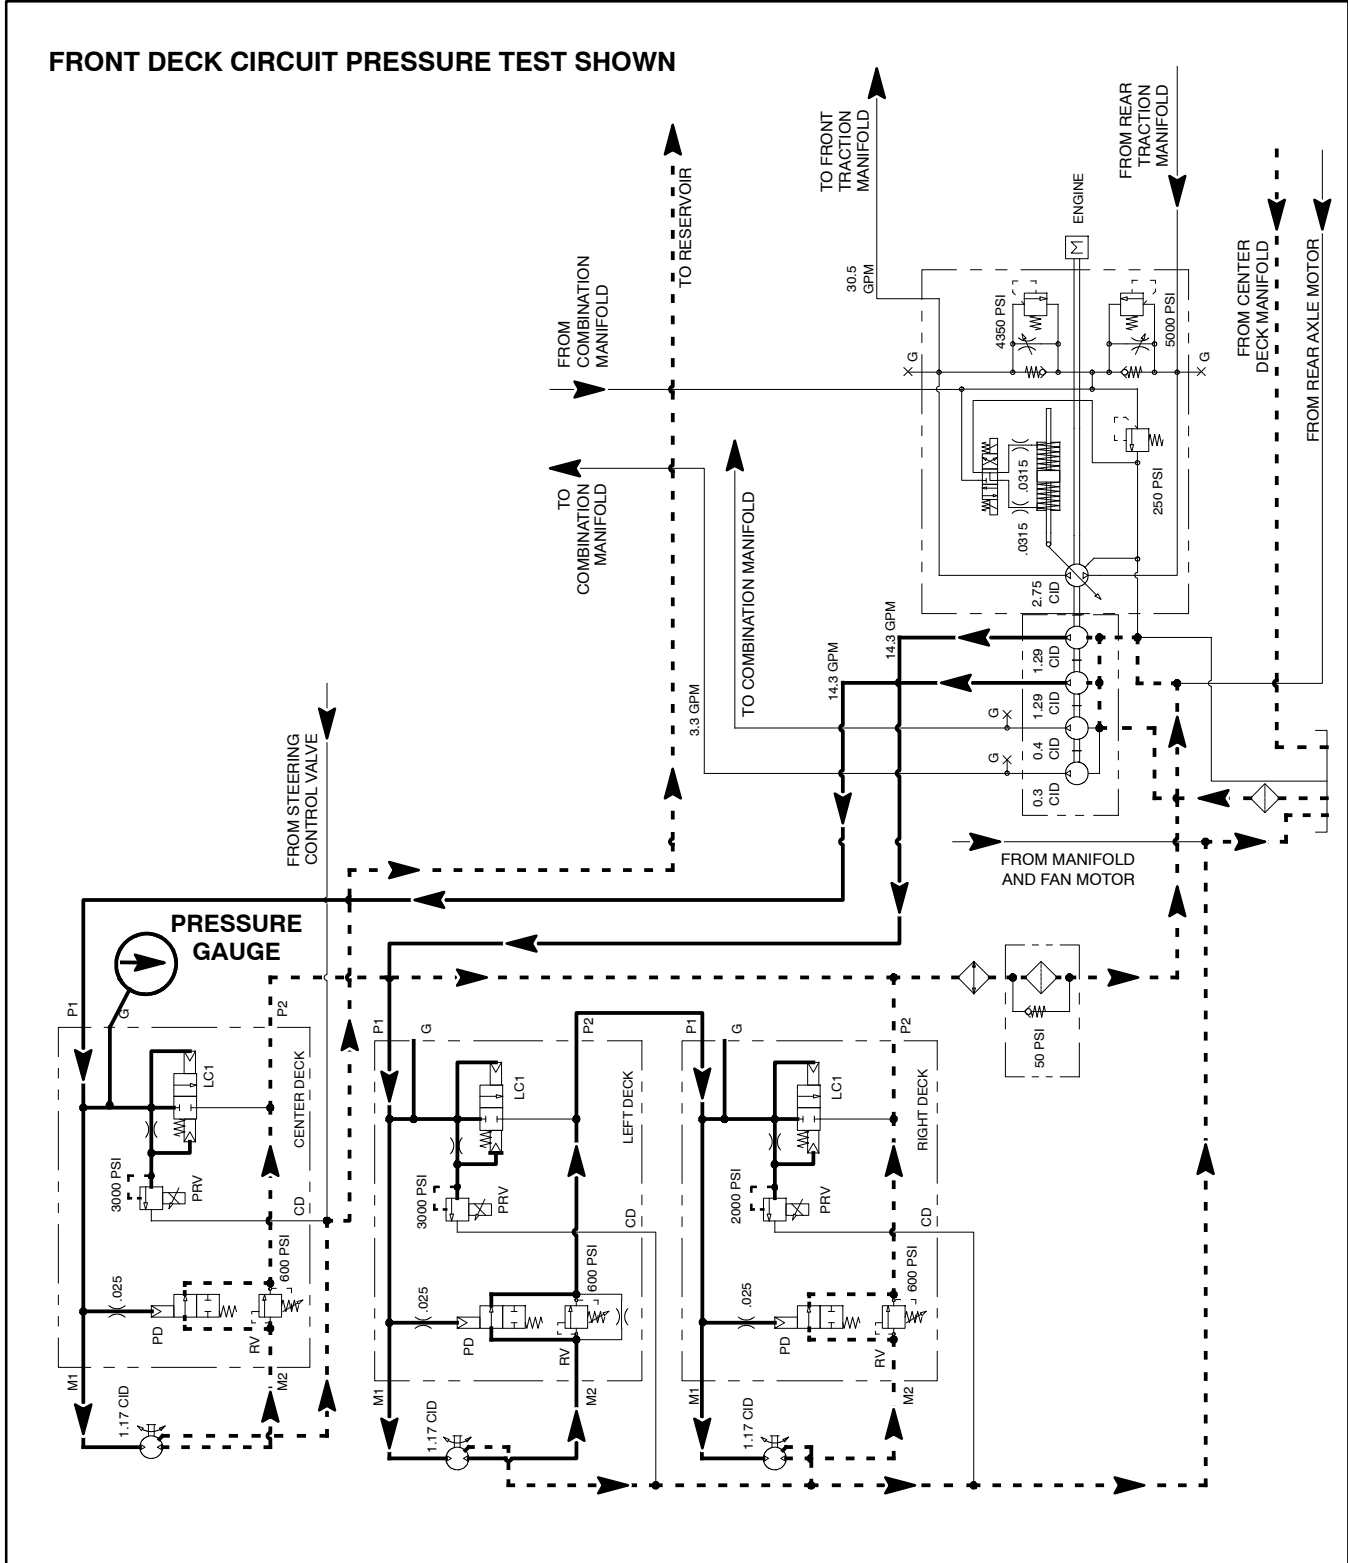 FRONT DECK CIRCUIT PRESSURE TEST SHOWN
TO FRONT
TRACTION
MANIFOLD
FROM REAR
TRACTION
MANIFOLD
TO RESERVOIR
ENGINE
M
FROM
COMBINATION
MANIFOLD
30.5
GPM
4350 PSI
5000 PSI
G
G
FROM CENTER
DECK MANIFOLD
FROM REAR AXLE MOTOR
TO
COMBINATION
MANIFOLD
TO COMBINATION MANIFOLD
.0315
.0315
250 PSI
2.75
CID
14.3 GPM
14.3 GPM
3.3 GPM
1.29
CID
1.29
CID
0.4
CID
0.3
CID
G
G
FROM STEERING
CONTROL VALVE
FROM MANIFOLD
AND FAN MOTOR
PRESSURE
GAUGE
P1
G
P2
LC1
CENTER DECK
3000 PSI
PRV
CD
.025
600 PSI
PD
RV
M1
M2
1.17 CID
P1
G
P2
LC1
LEFT DECK
3000 PSI
PRV
CD
.025
600 PSI
PD
RV
M1
M2
1.17 CID
P1
G
P2
LC1
RIGHT DECK
2000 PSI
PRV
CD
.025
600 PSI
PD
RV
M1
M2
1.17 CID
50 PSI